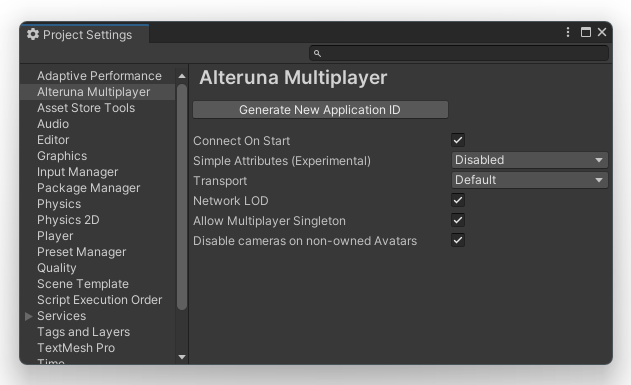 Project Settings
Adaptive Performance
Alteruna Multiplayer
Asset Store Tools
Audio
Editor
Graphics
Input Manager
Package Manager
Physics
Physics 2D
Player
Preset Manager
Quality
Scene Template
Script Execution Order
Services
Tags and Layers
TextMesh Pro
Time
Alteruna Multiplayer
Generate New Application ID
Connect On Start
Simple Attributes (Experimental) Disabled
Transport Default
Network LOD
Allow Multiplayer Singleton
Disable cameras on non-owned Avatars